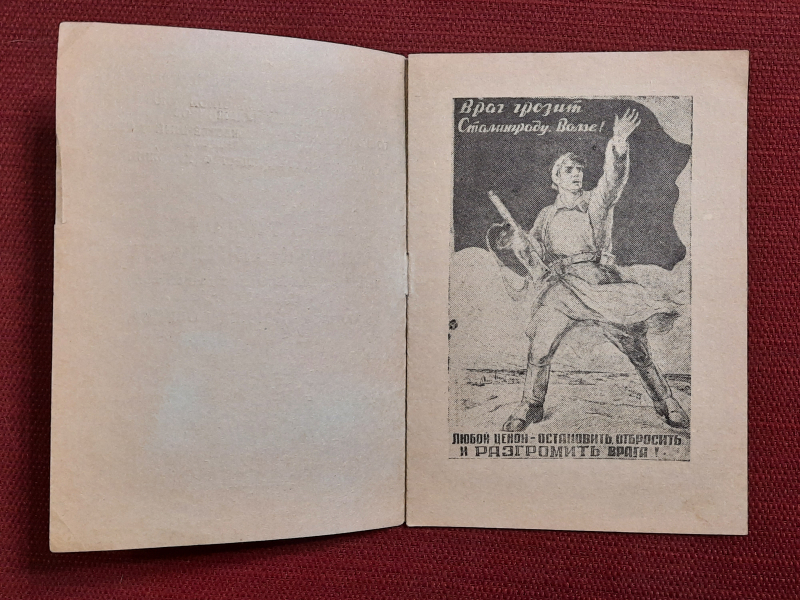 Враг грозит
Сталинграду. Волге!
ЛЮБОЙ ЦЕНОЙ - ОСТАНОВИТЬ, ОТБРОСИТЬ
И РАЗГРОМИТЬ ВРАГА!